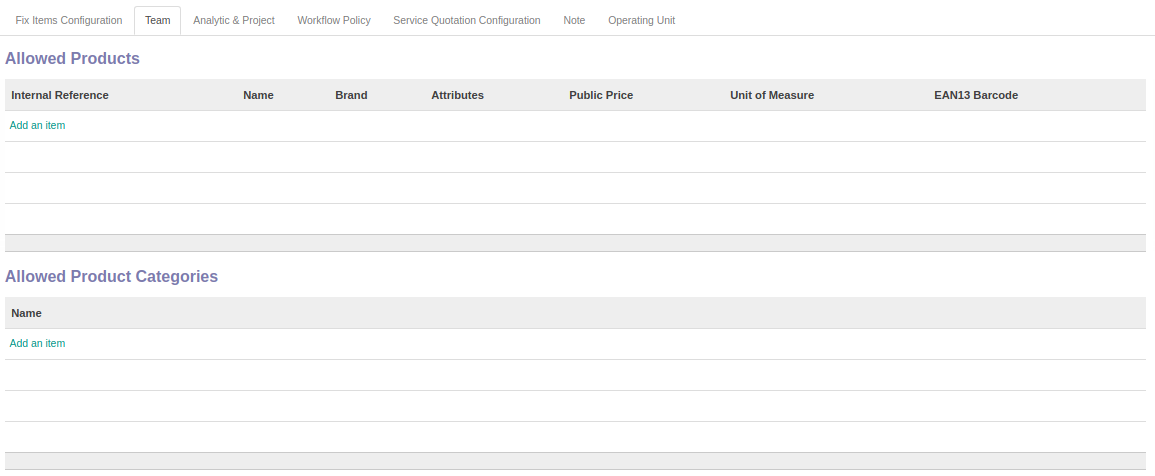 Fix Items Configuration Team Analytic & Project Workflow Policy Service Quotation Configuration Note Operating Unit
Allowed Products
Internal Reference Name Brand Attributes Public Price Unit of Measure EAN13 Barcode
Add an item
Allowed Product Categories
Name
Add an item